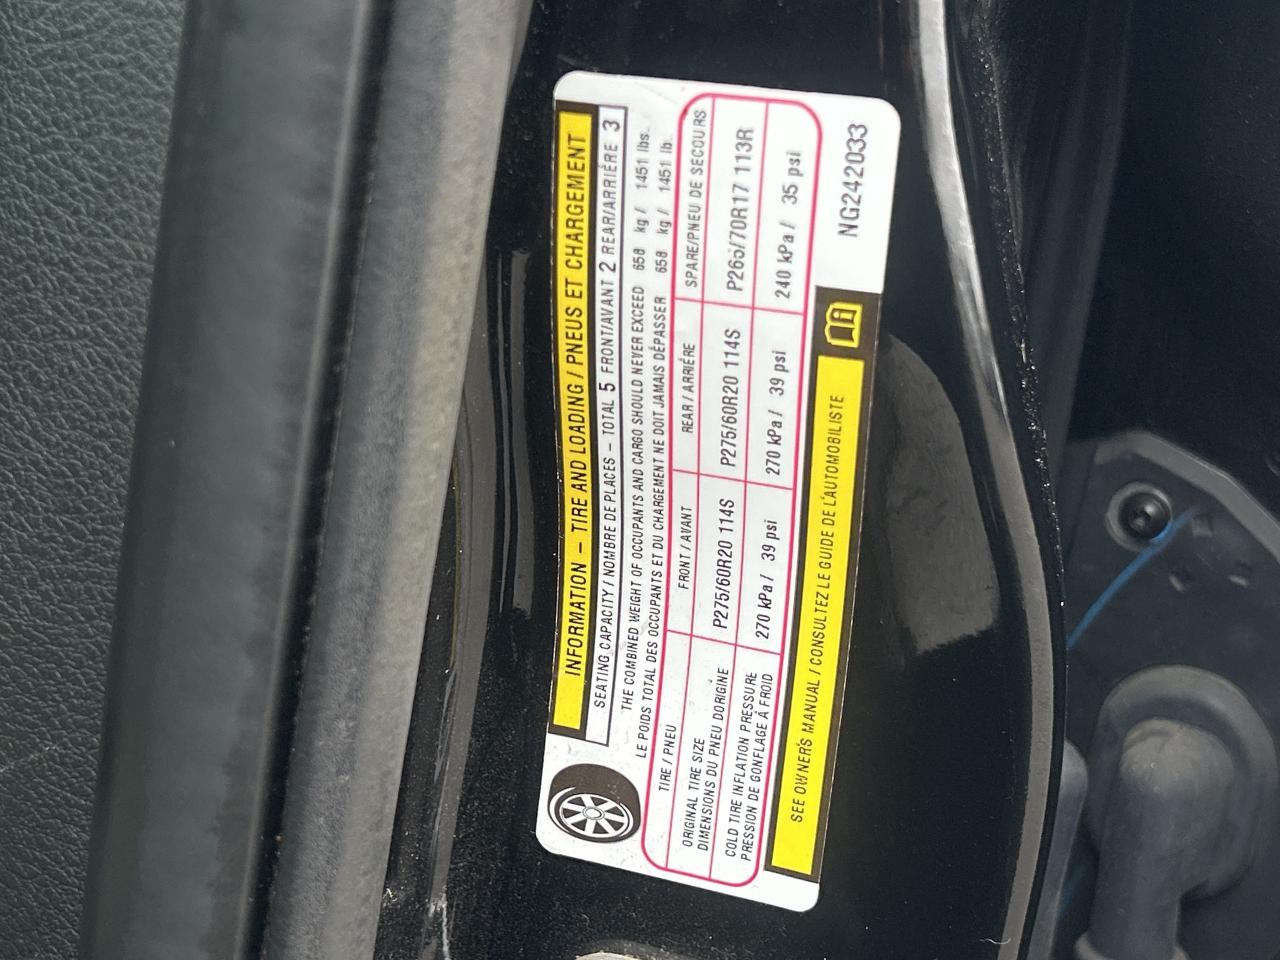 INFORMATION – TIRE AND LOADING / PNEUS ET CHARGEMENT
SEATING CAPACITY / NOMBRE DE PLACES – TOTAL 5 FRONT/AVANT 2 REAR/ARRIÈRE 3
THE COMBINED WEIGHT OF OCCUPANTS AND CARGO SHOULD NEVER EXCEED 658 kg / 1451 lbs.
LE POIDS TOTAL DES OCCUPANTS ET DU CHARGEMENT NE DOIT JAMAIS DÉPASSER 658 kg / 1451 lb.
TIRE / PNEU FRONT / AVANT REAR / ARRIÈRE SPARE/PNEU DE SECOURS
ORIGINAL TIRE SIZE
DIMENSIONS DU PNEU DORIGINE P275/60R20 114S P275/60R20 114S P265/70R17 113R
COLD TIRE INFLATION PRESSURE
PRESSION DE GONFLAGE À FROID 270 kPa / 39 psi 270 kPa / 39 psi 240 kPa / 35 psi
SEE OWNER'S MANUAL / CONSULTEZ LE GUIDE DE L'AUTOMOBILISTE
NG242033